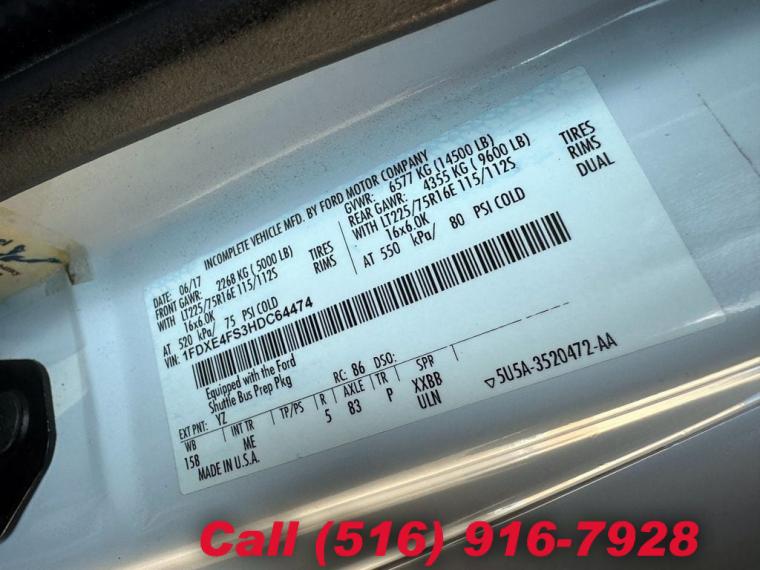 INCOMPLETE VEHICLE MFD. BY FORD MOTOR COMPANY
DATE: 06/17
GVWR: 6577 KG (14500 LB)
FRONT GAWR: 2268 KG (5000 LB)
REAR GAWR: 4355 KG ( 9600 LB)
WITH LT225/75R16E 115/112S TIRES
WITH LT225/75R16E 115/112S TIRES
16x6.0K RIMS
16x6.0K RIMS
AT 520 kPa/ 75 PSI COLD
AT 550 kPa/ 80 PSI COLD DUAL
VIN: 1FDXE4FS3HDC64474
Equipped with the Ford
Shuttle Bus Prep Pkg
EXT PNT: YZ RC: 86 DSO:
WB INT TR TP/PS R AXLE TR SPR
158 ME 5 83 P XXBB
ULN
MADE IN U.S.A.
▽5U5A-3520472-AA
Call (516) 916-7928